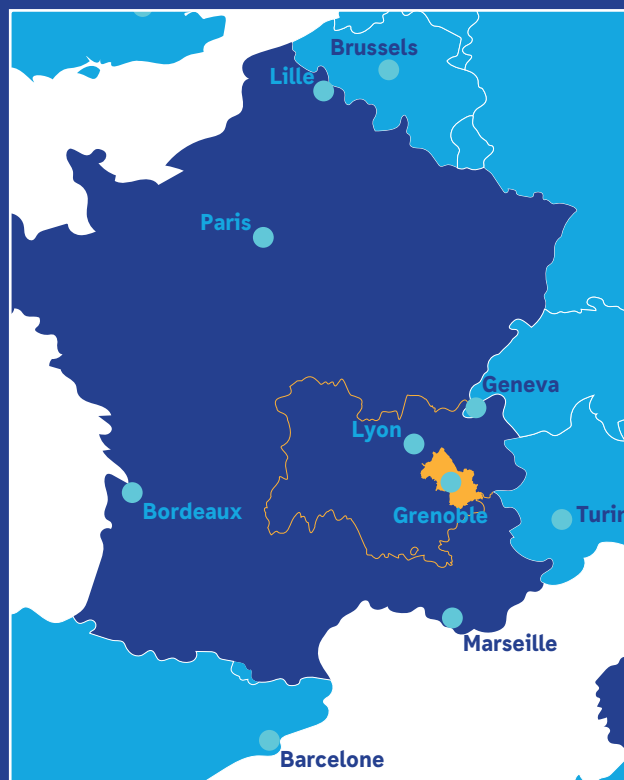 Brussels
Lille
Paris
Geneva
Lyon
Bordeaux
Grenoble
Turin
Marseille
Barcelone